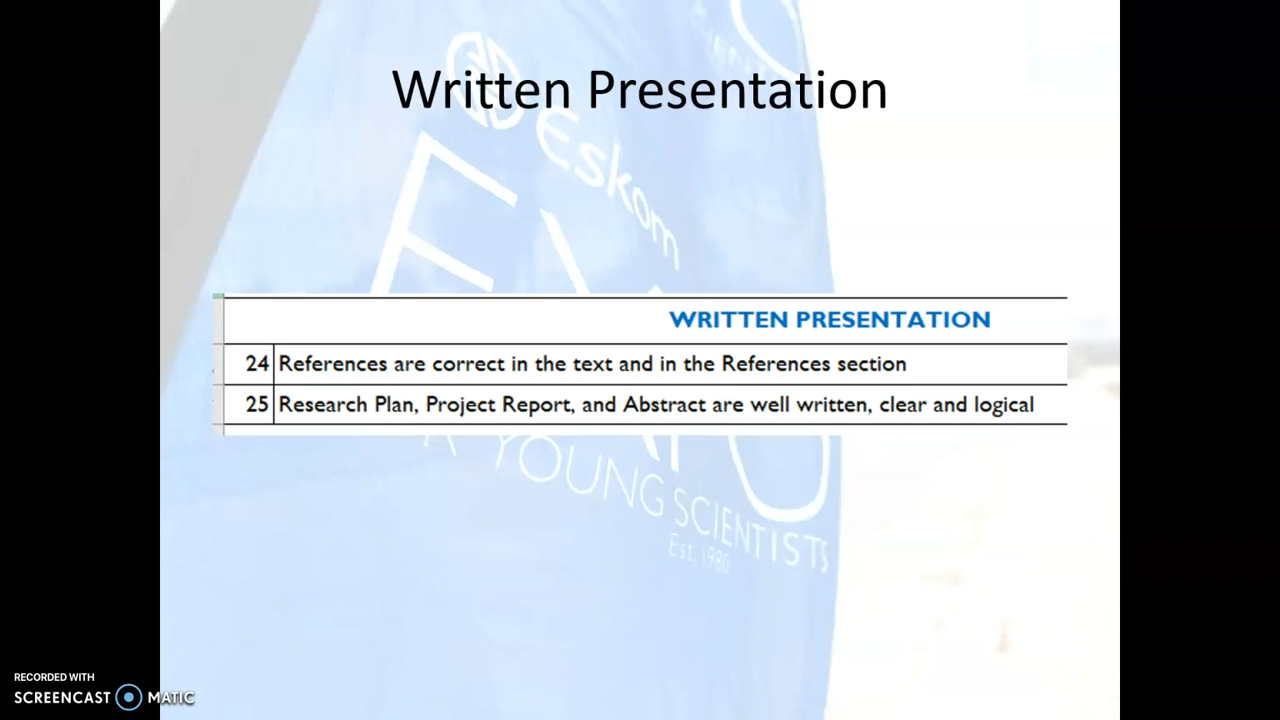 Written Presentation
Eskom
WRITTEN PRESENTATION
24 References are correct in the text and in the References section
25 Research Plan, Project Report, and Abstract are well written, clear and logical
YOUNG SCIENTISTS
Est. 1980
RECORDED WITH
SCREENCAST MATIC